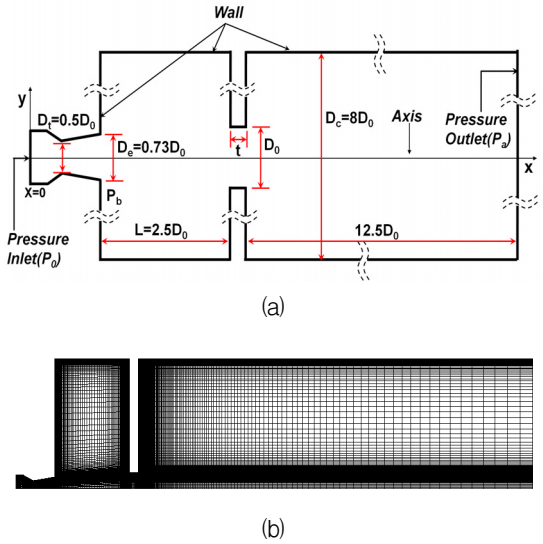 Wall
y
Dt=0.5D0
De=0.73D0
t
D0
Dc=8D0
Axis
Pressure
Outlet(Pa)
x
X=0
Pb
Pressure
Inlet(P0)
L=2.5D0
12.5D0
(a)
(b)